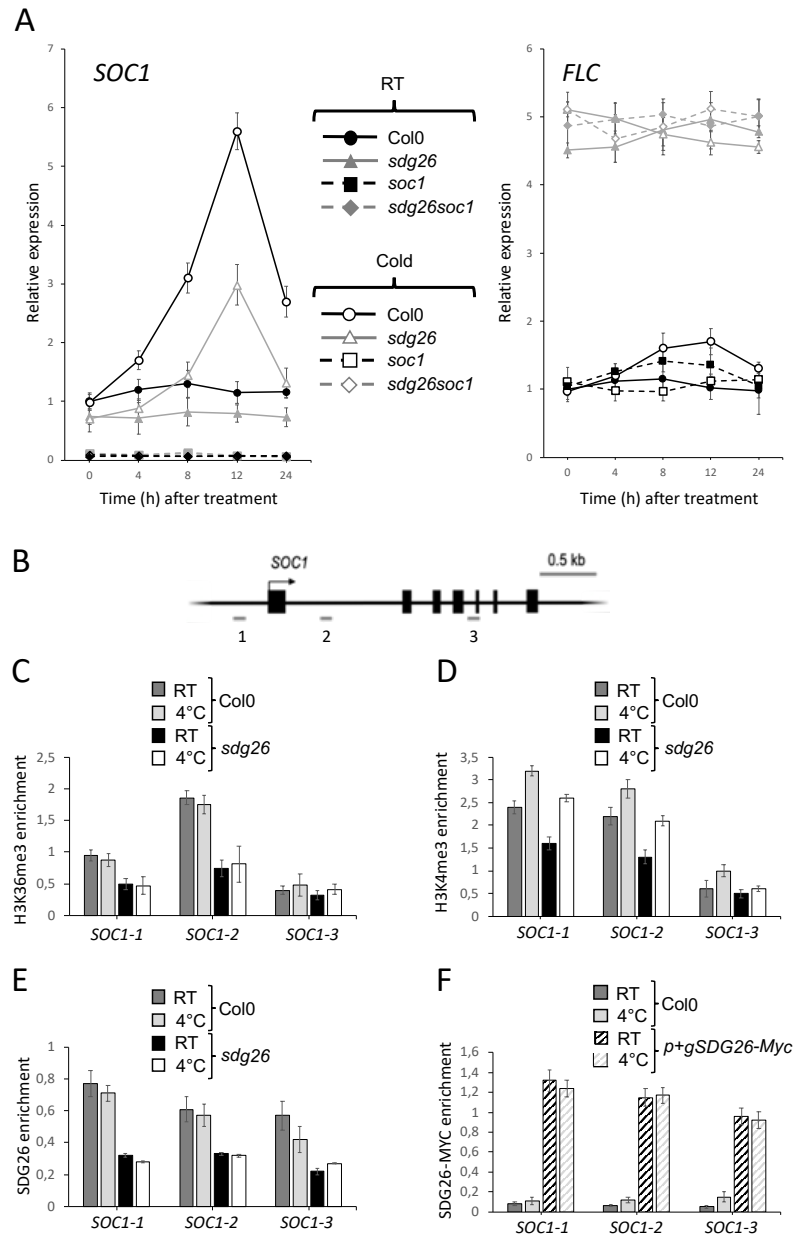 A
SOC1
7
6
5
4
3
2
1
0
Relative expression
0 4 8 12 24
Time (h) after treatment
RT
Col0
sdg26
soc1
sdg26soc1
Cold
Col0
sdg26
soc1
sdg26soc1
FLC
6
5
4
3
2
1
0
Relative expression
0 4 8 12 24
Time (h) after treatment
B
SOC1
0.5 kb
1 2 3
C
RT
4°C
Col0
RT
4°C
sdg26
2,5
2
1,5
1
0,5
0
H3K36me3 enrichment
SOC1-1 SOC1-2 SOC1-3
D
RT
4°C
Col0
RT
4°C
sdg26
3,5
3
2,5
2
1,5
1
0,5
0
H3K4me3 enrichment
SOC1-1 SOC1-2 SOC1-3
E
RT
4°C
Col0
RT
4°C
sdg26
1
0,8
0,6
0,4
0,2
0
SDG26 enrichment
SOC1-1 SOC1-2 SOC1-3
F
RT
4°C
Col0
RT
4°C
p+gSDG26-Myc
1,6
1,4
1,2
1
0,8
0,6
0,4
0,2
0
SDG26-MYC enrichment
SOC1-1 SOC1-2 SOC1-3